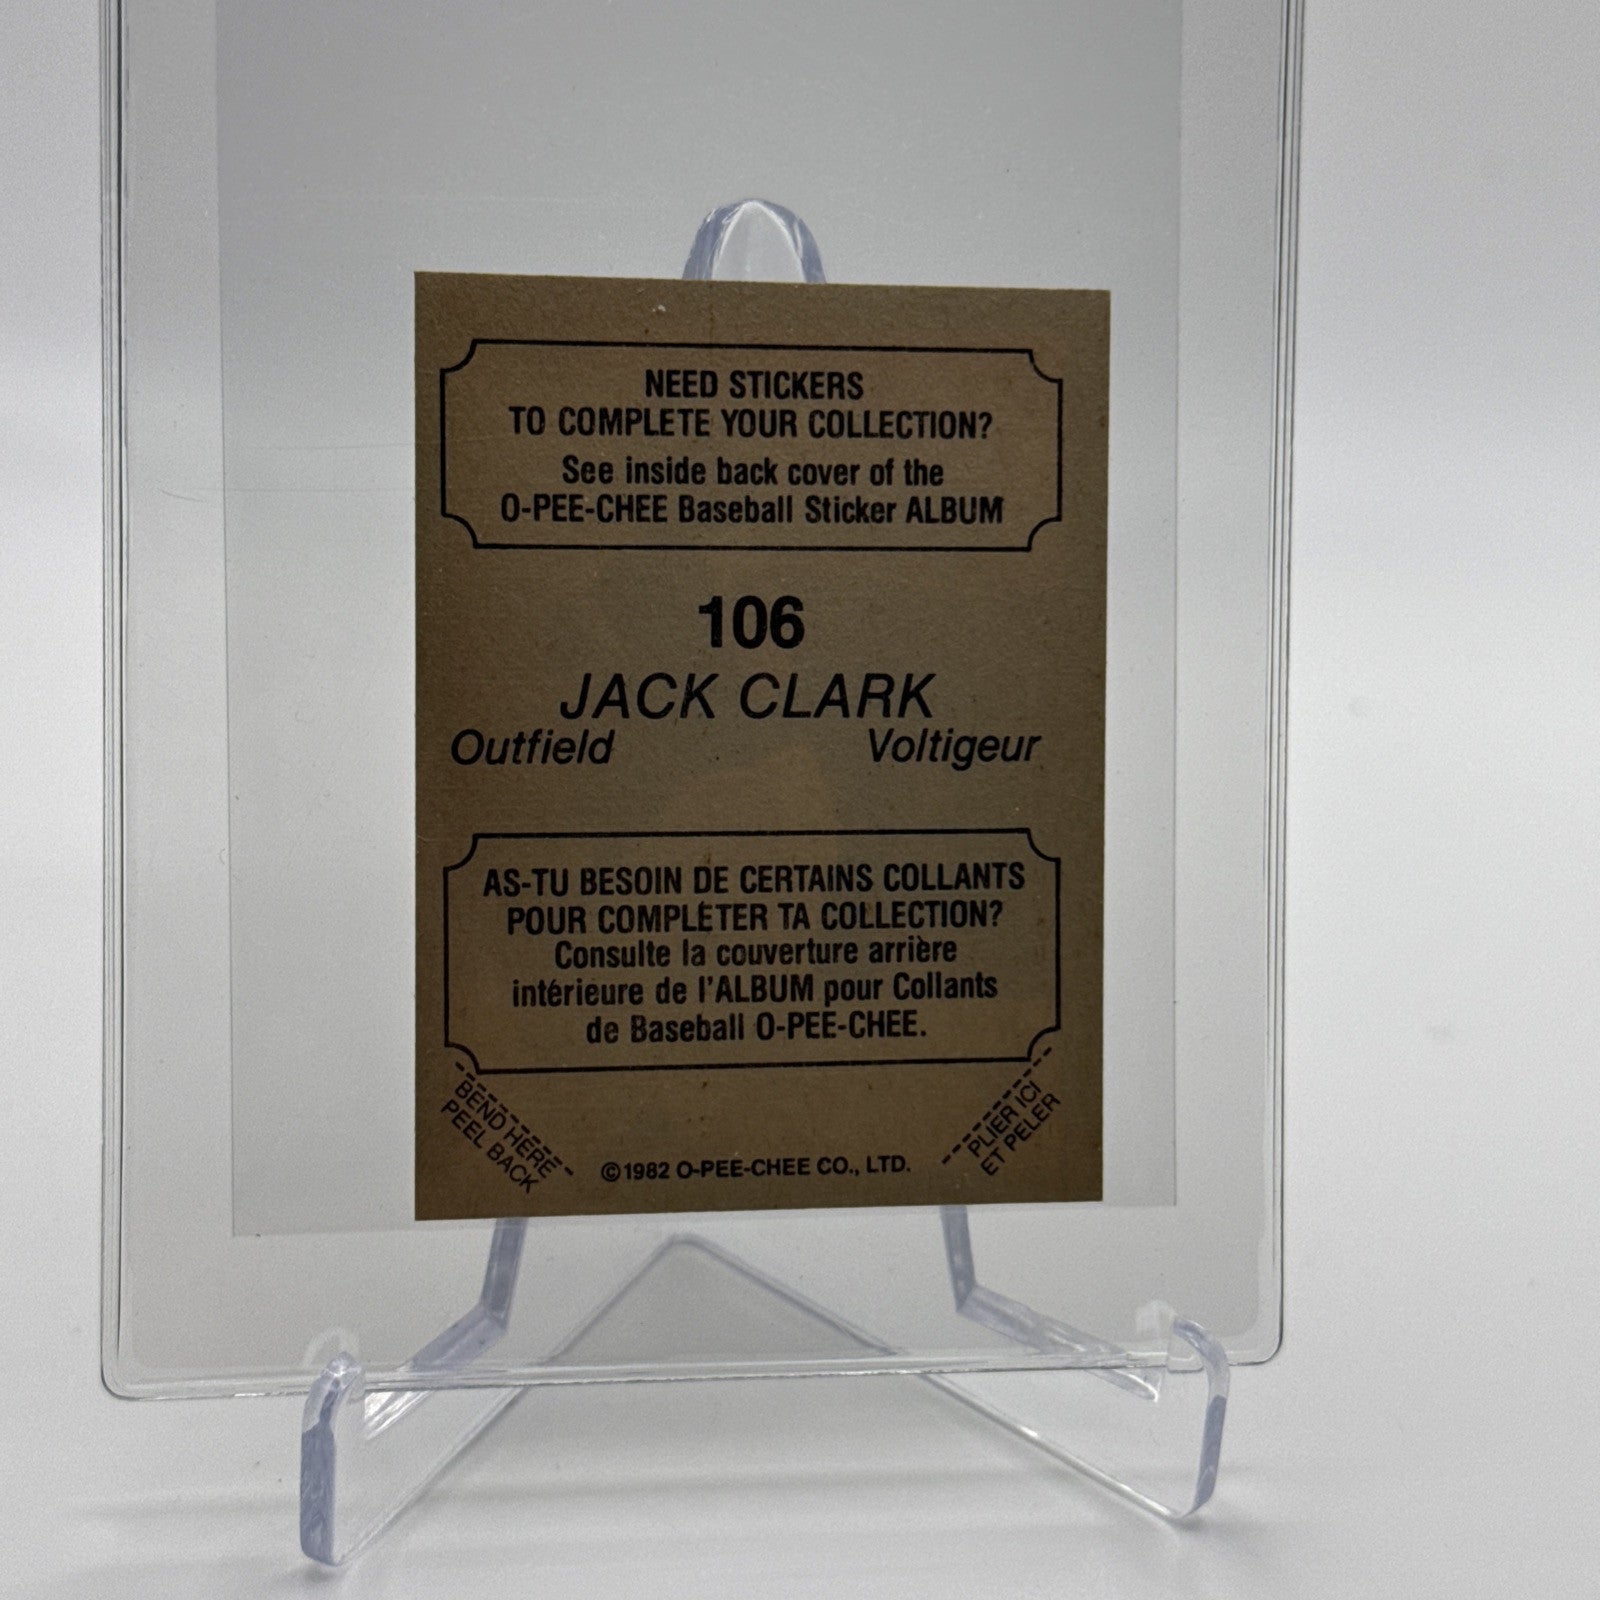 NEED STICKERS
TO COMPLETE YOUR COLLECTION?
See inside back cover of the
O-PEE-CHEE Baseball Sticker ALBUM
106
JACK CLARK
Outfield Voltigeur
AS-TU BESOIN DE CERTAINS COLLANTS
POUR COMPLÉTER TA COLLECTION?
Consulte la couverture arrière
intérieure de l'ALBUM pour Collants
de Baseball O-PEE-CHEE.
BEND HERE
PEEL BACK
©1982 O-PEE-CHEE CO., LTD.
PLIER ICI
ET PELER